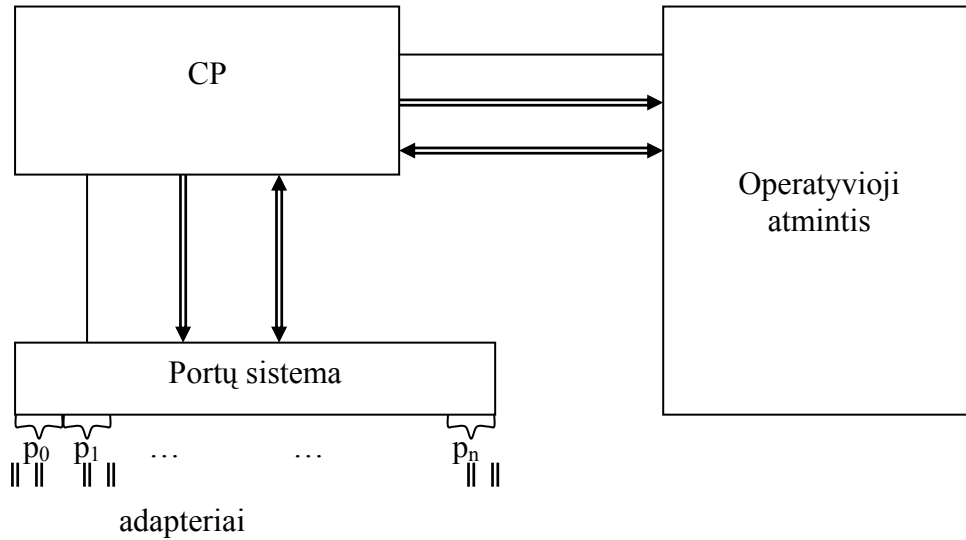 CP
Operatyvioji
atmintis
Portų sistema
p₀ p₁ ... ... pₙ
adapteriai